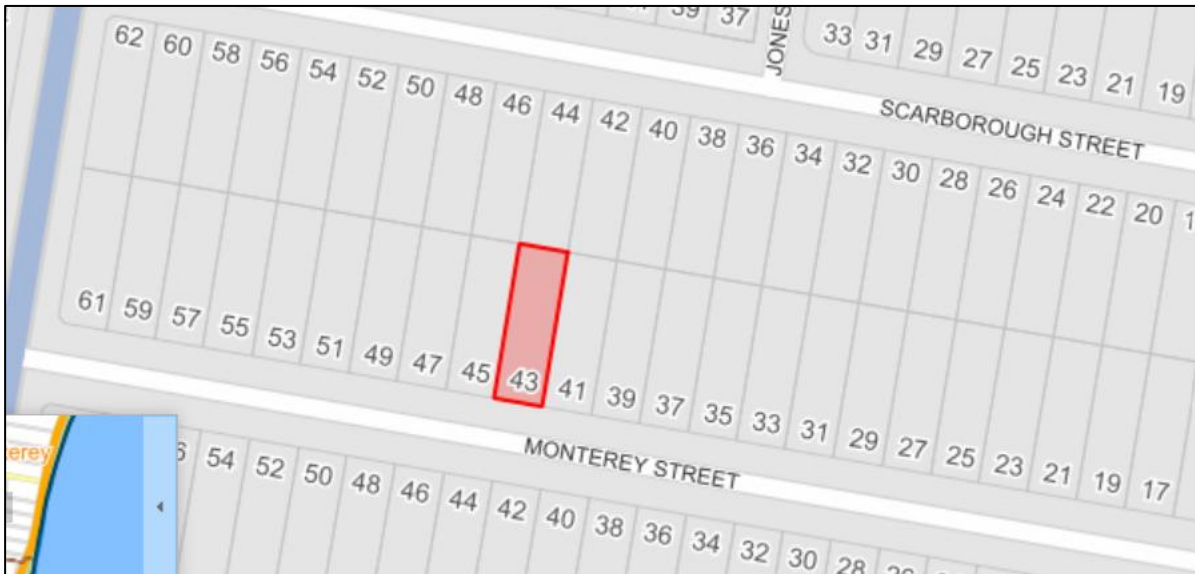 39 37
JONES
33 31 29 27 25 23 21 19
SCARBOROUGH STREET
62 60 58 56 54 52 50 48 46 44 42 40 38 36 34 32 30 28 26 24 22 20
61 59 57 55 53 51 49 47 45 43 41 39 37 35 33 31 29 27 25 23 21 19 17
MONTEREY STREET
54 52 50 48 46 44 42 40 38 36 34 32 30 28
erey